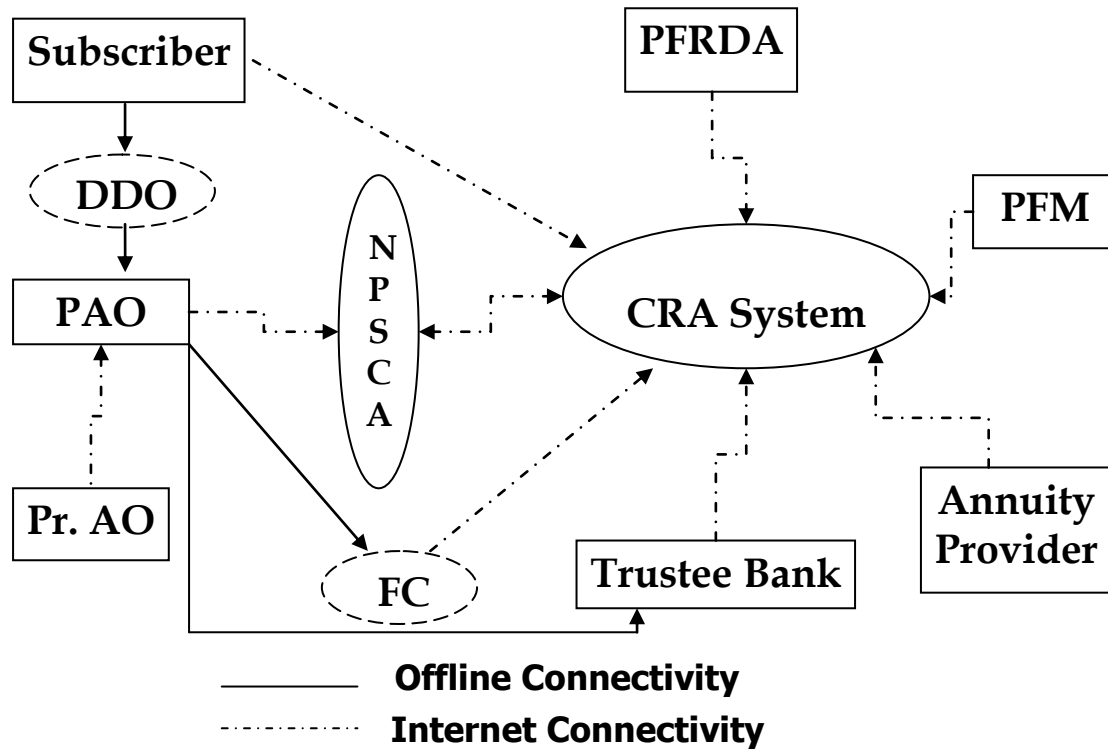 Subscriber
PFRDA
DDO
PFM
N
P
S
C
A
PAO
CRA System
Pr. AO
Annuity
Provider
Trustee Bank
FC
Offline Connectivity
Internet Connectivity